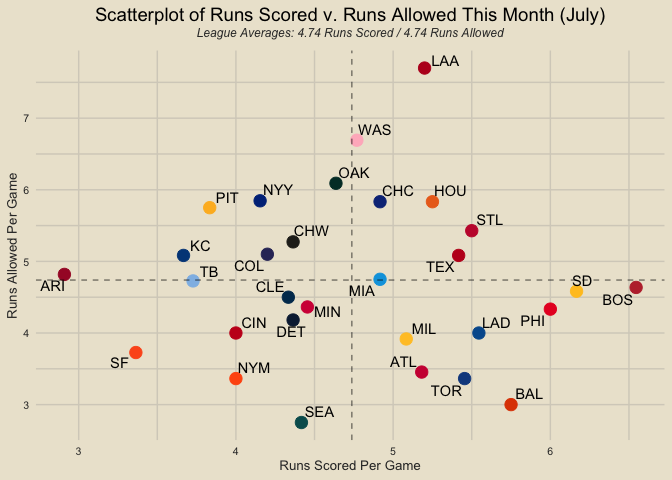 Scatterplot of Runs Scored v. Runs Allowed This Month (July)
League Averages: 4.74 Runs Scored / 4.74 Runs Allowed
LAA
7
WAS
OAK
6
PIT
NYY
CHC
HOU
STL
CHW
KC
5
COL
TEX
TB
ARI
CLE
MIA
SD
BOS
MIN
PHI
CIN
DET
MIL
LAD
4
SF
NYM
ATL
TOR
BAL
3
SEA
Runs Allowed Per Game
3
4
5
6
Runs Scored Per Game